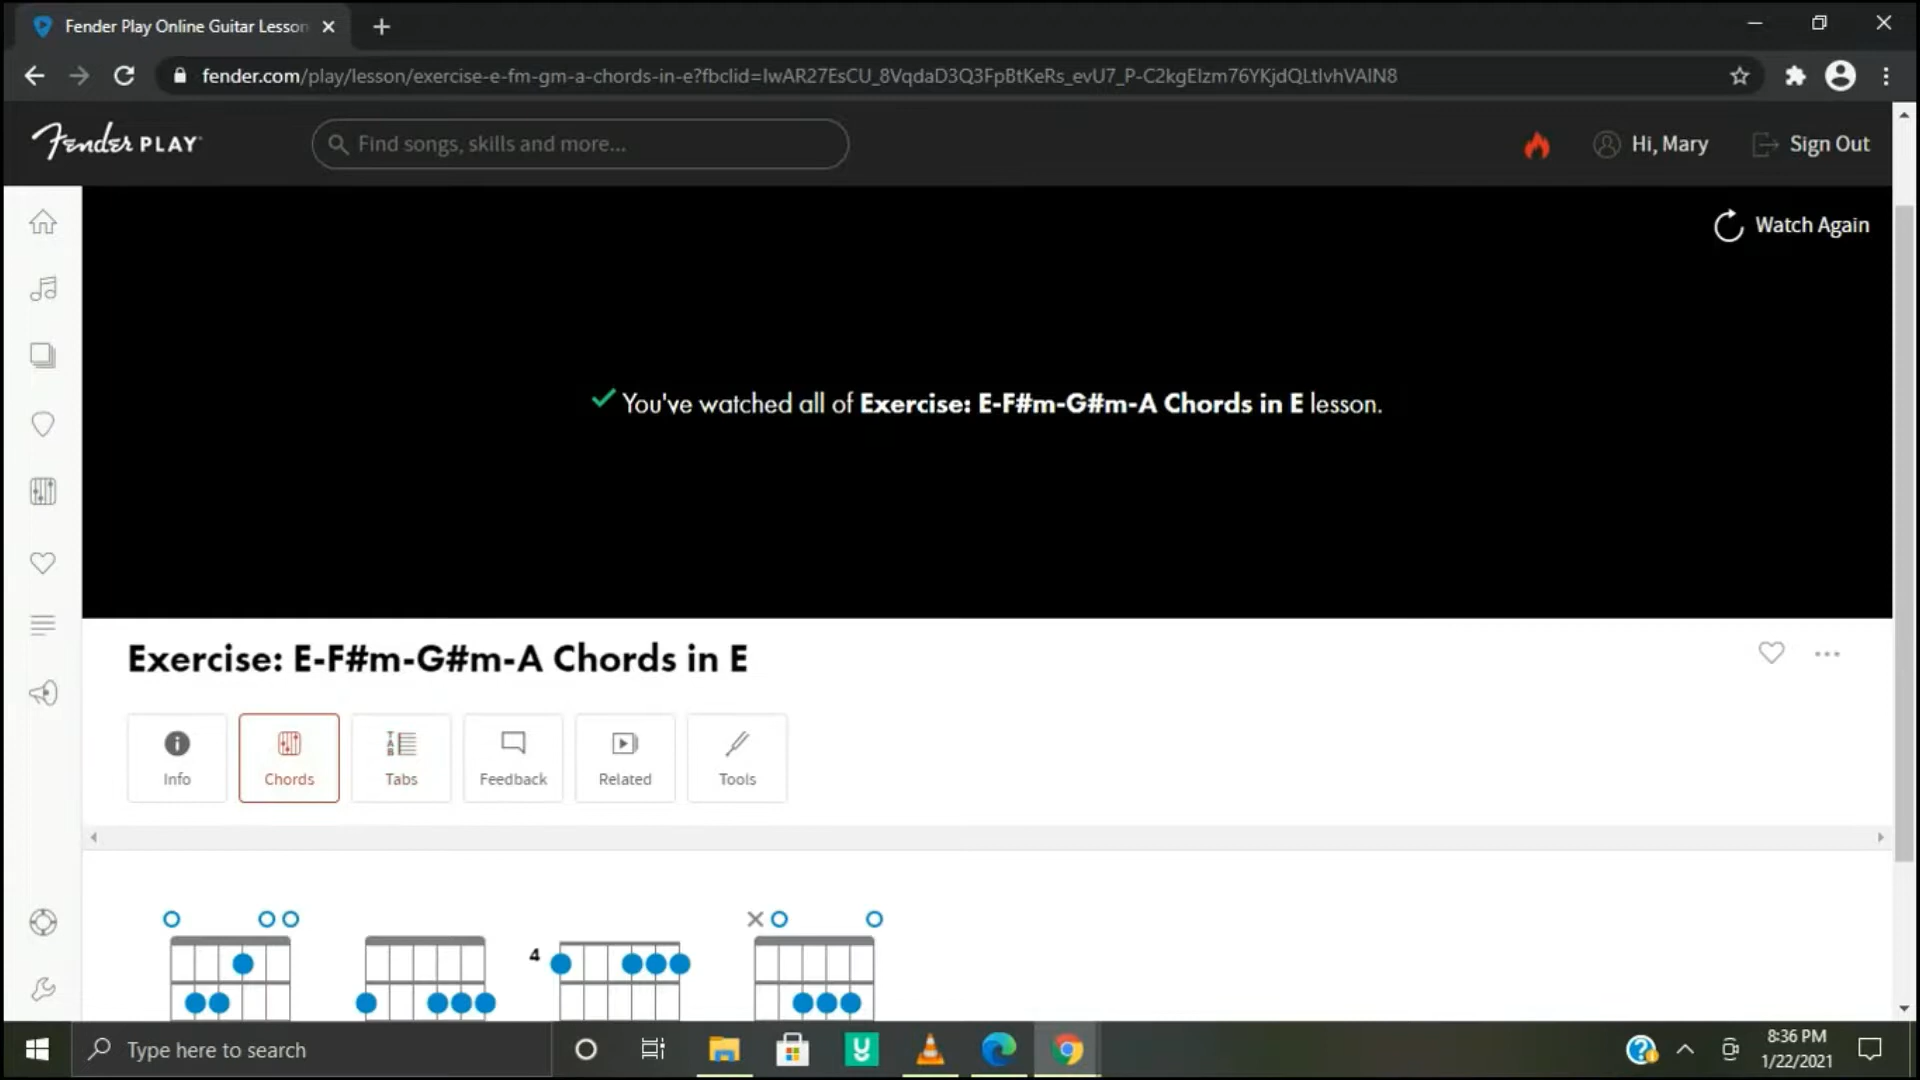 Fender Play Online Guitar Lesson
fender.com/play/lesson/exercise-e-fm-gm-a-chords-in-e?fbclid=IwAR27EsCU_8VqdaD3Q3FpBtKeRs_evU7_P-C2kgEIzm76YKjdQLtIvhVAIN8
Fender PLAY
Find songs, skills and more...
Hi, Mary
Sign Out
Watch Again
You've watched all of Exercise: E-F#m-G#m-A Chords in E lesson.
Exercise: E-F#m-G#m-A Chords in E
Info
Chords
TAB
Tabs
Feedback
Related
Tools
4
Type here to search
8:36 PM
1/22/2021